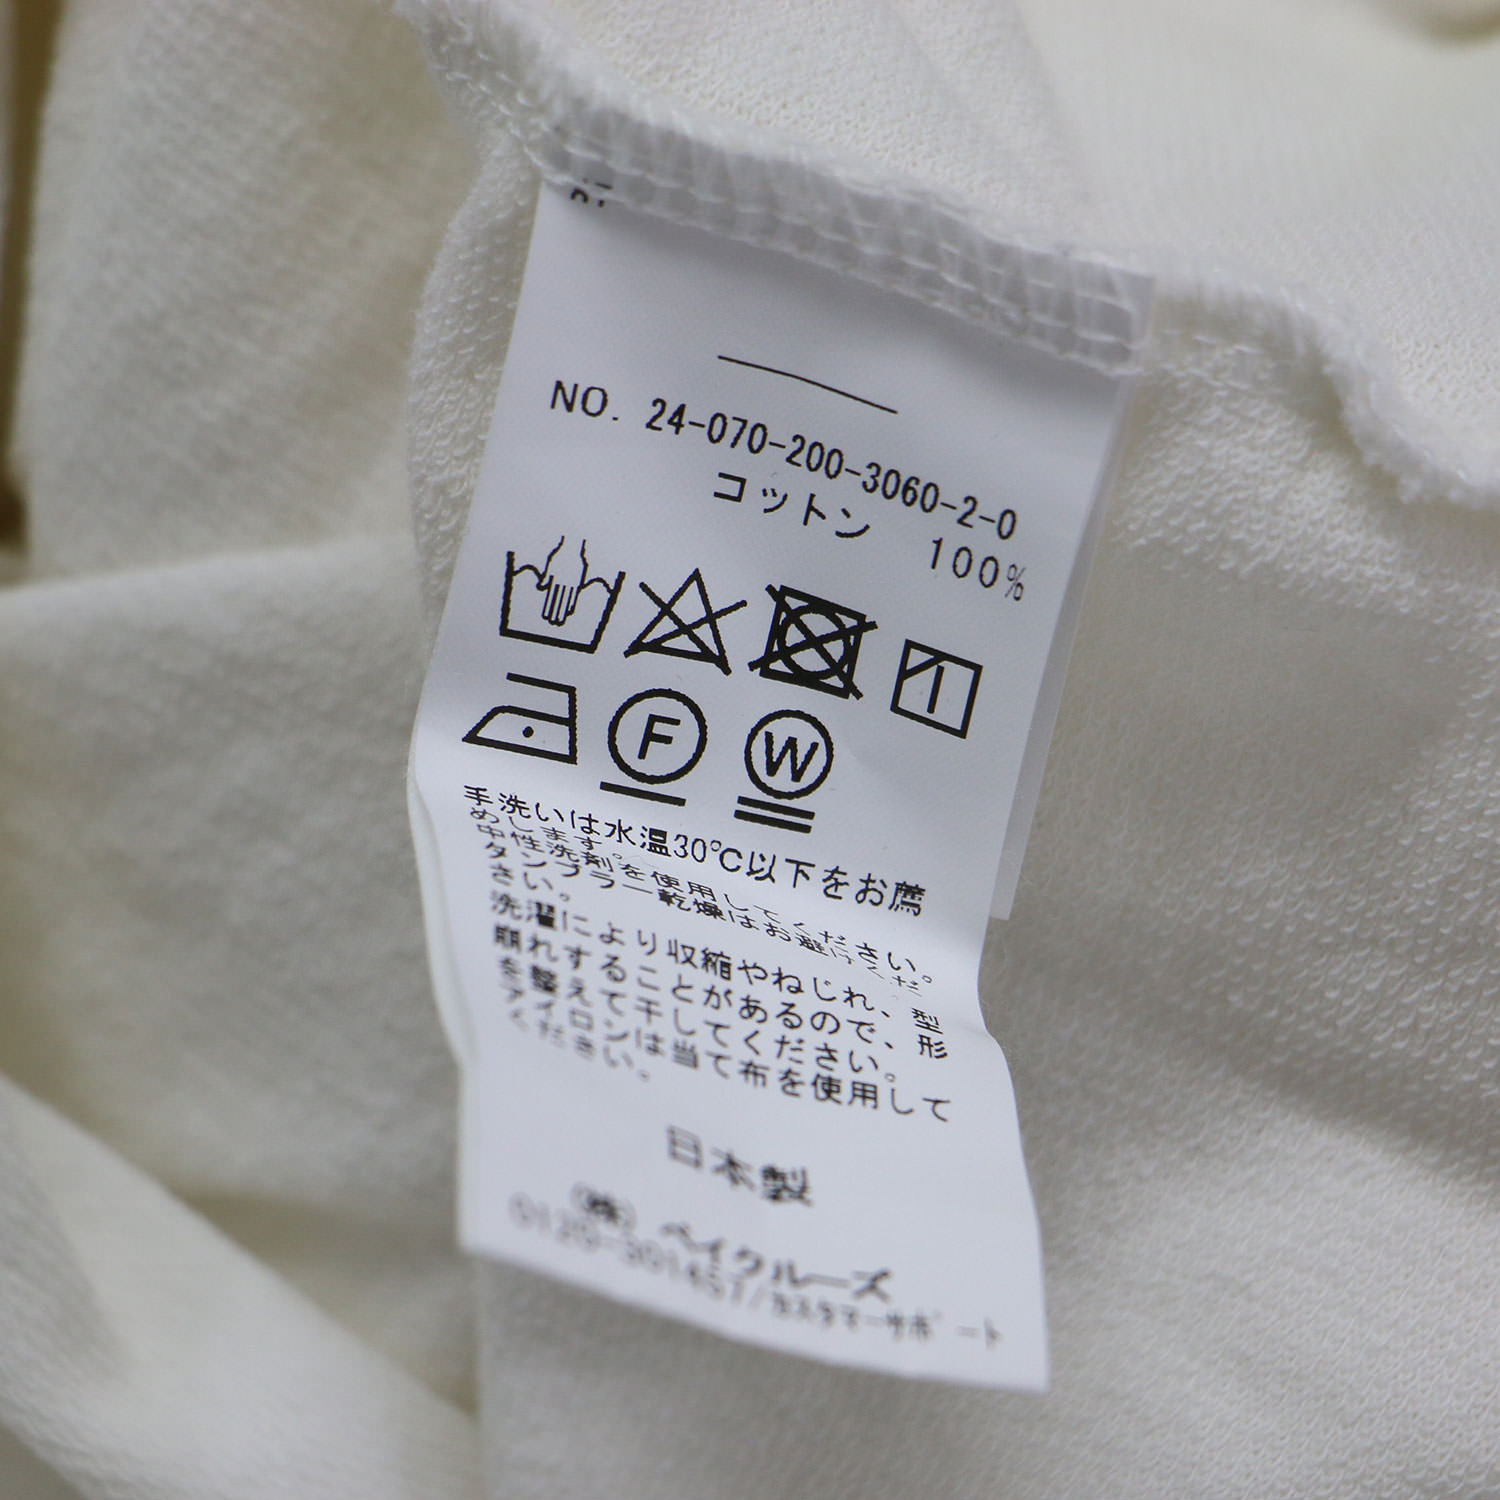 NO. 24-070-200-3060-2-0
コットン 100%
F W
手洗いは水温30℃以下をお薦
めします。
中性洗剤を使用してください。
タンブラー乾燥はお避けくだ
さい。
洗濯により収縮やねじれ、型
崩れすることがあるので、形
を整えて干してください。
アイロンは当て布を使用して
ください。
日本製
(株) ベイクルーズ
0120-301457/カスタマーサポート